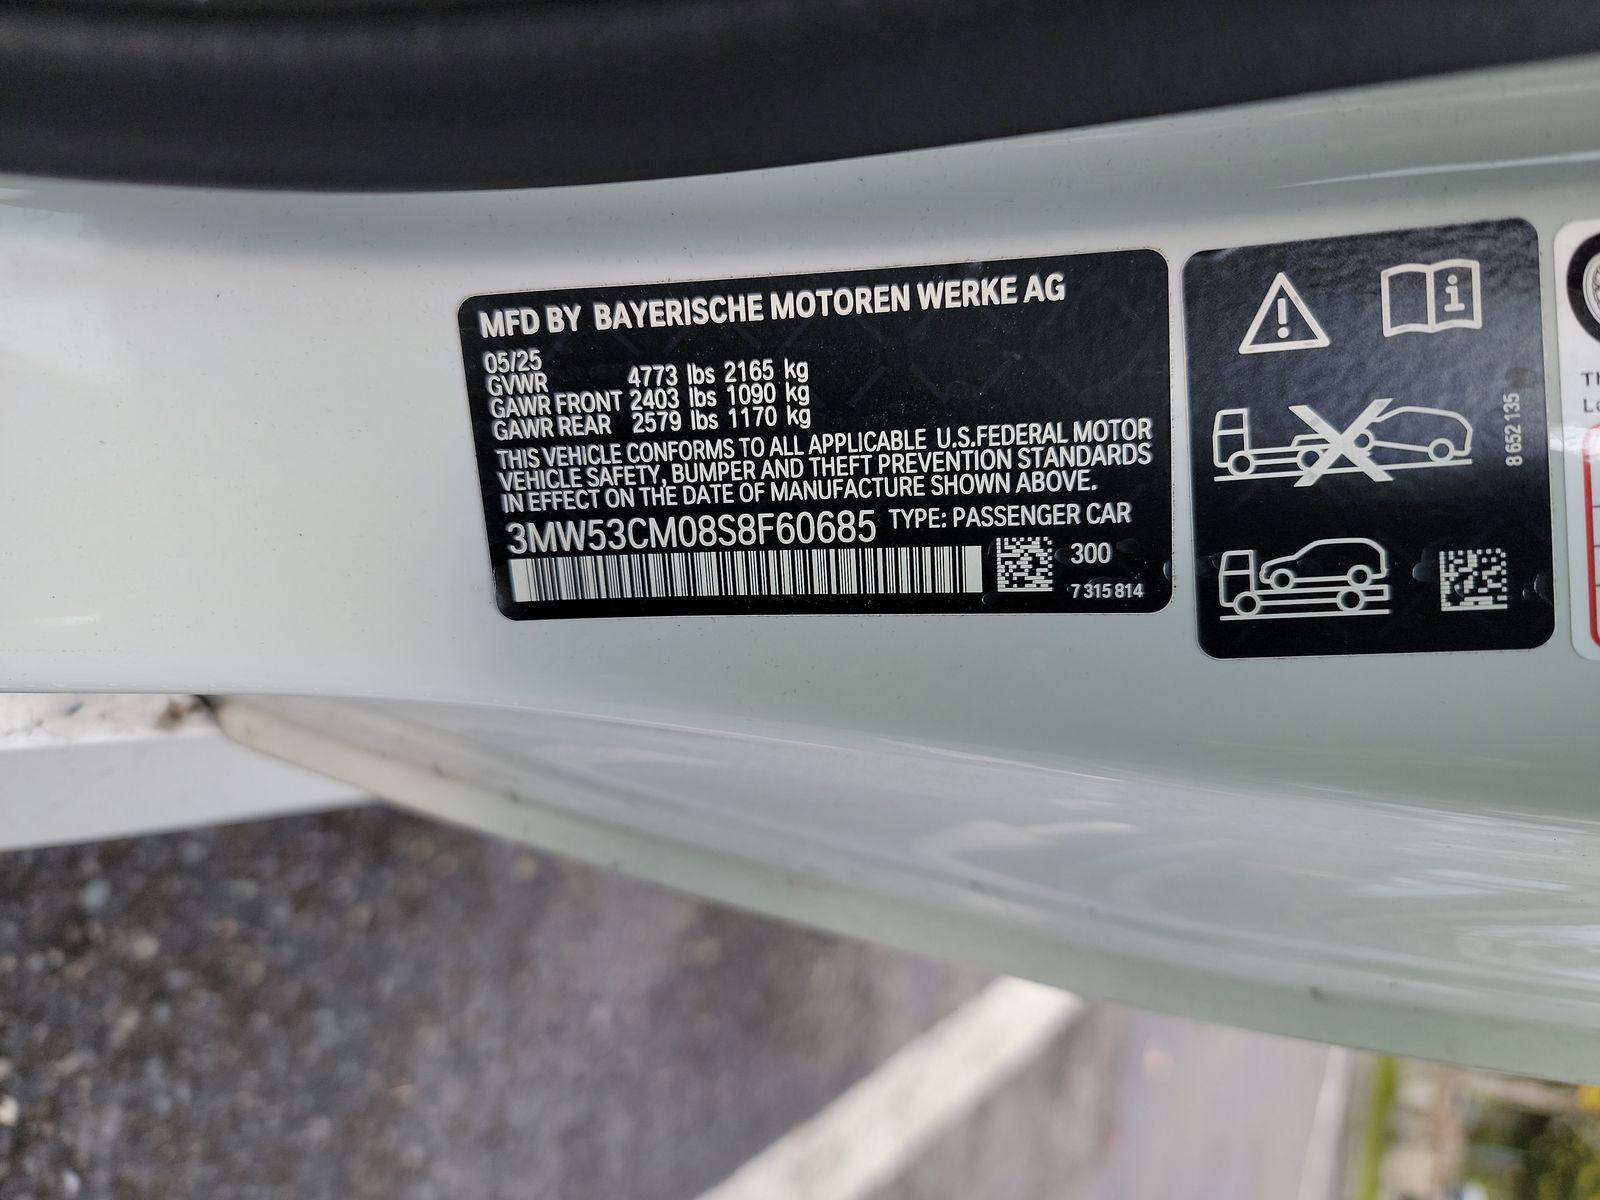 MFD BY BAYERISCHE MOTOREN WERKE AG
05/25
GVWR 4773 lbs 2165 kg
GAWR FRONT 2403 lbs 1090 kg
GAWR REAR 2579 lbs 1170 kg
THIS VEHICLE CONFORMS TO ALL APPLICABLE U.S.FEDERAL MOTOR
VEHICLE SAFETY, BUMPER AND THEFT PREVENTION STANDARDS
IN EFFECT ON THE DATE OF MANUFACTURE SHOWN ABOVE.
3MW53CM08S8F60685 TYPE: PASSENGER CAR
300
7 315 814
8 652 135